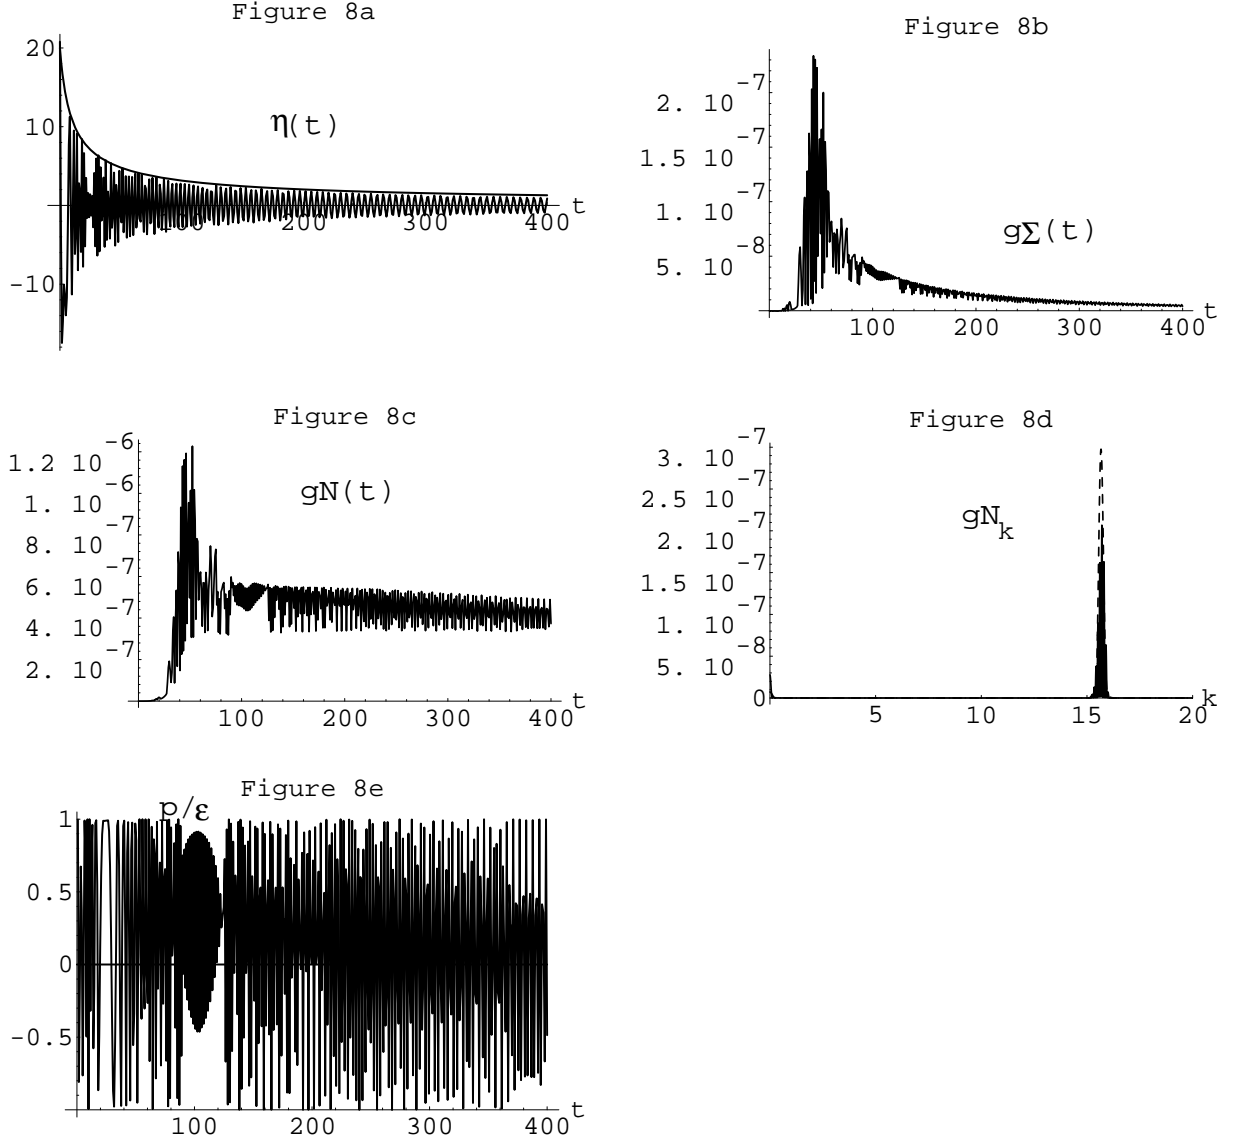 Figure 8a
20
10
-10
η(t)
100 200 300 400 t
Figure 8b
2. 10^-7
1.5 10^-7
1. 10^-7
5. 10^-8
gΣ(t)
100 200 300 400 t
Figure 8c
1.2 10^-6
1. 10^-6
8. 10^-7
6. 10^-7
4. 10^-7
2. 10^-7
gN(t)
100 200 300 400 t
Figure 8d
3. 10^-7
2.5 10^-7
2. 10^-7
1.5 10^-7
1. 10^-7
5. 10^-8
0
gN_k
5 10 15 20 k
Figure 8e
p/ε
1
0.5
0
-0.5
100 200 300 400 t